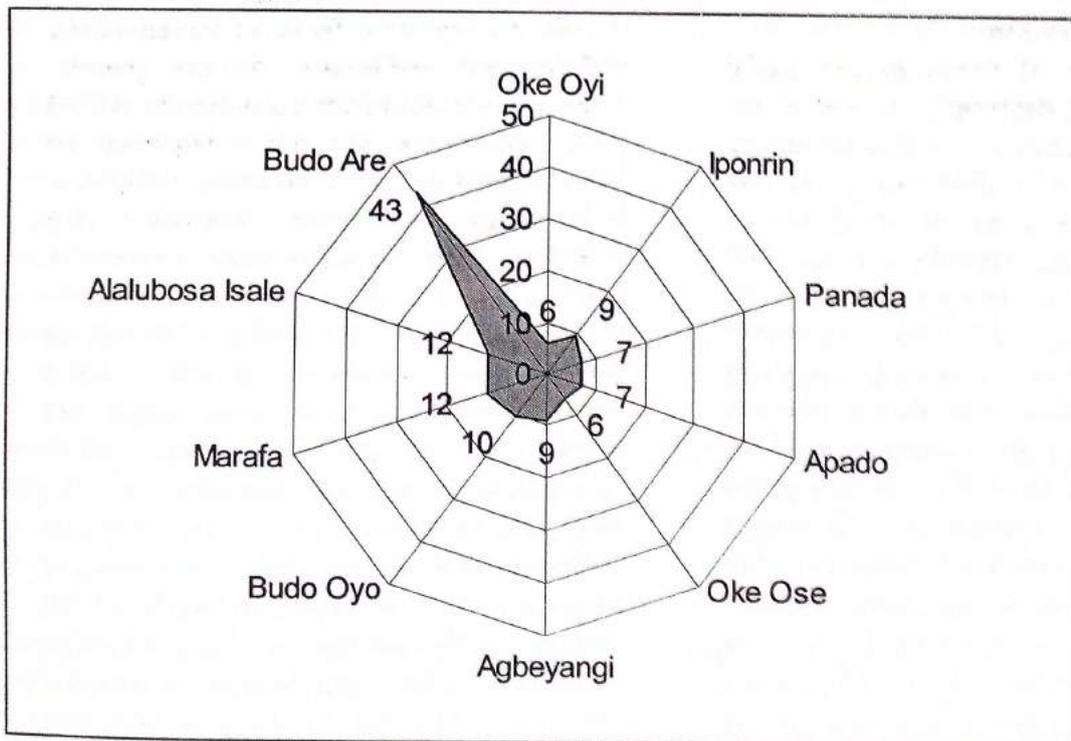 Oke Oyi
50
Budo Are
40
Iponrin
43
30
20
Alalubosa Isale
Panada
10
6
9
12
7
0
12
7
10
9
6
Marafa
Apado
Budo Oyo
Oke Ose
Agbeyangi